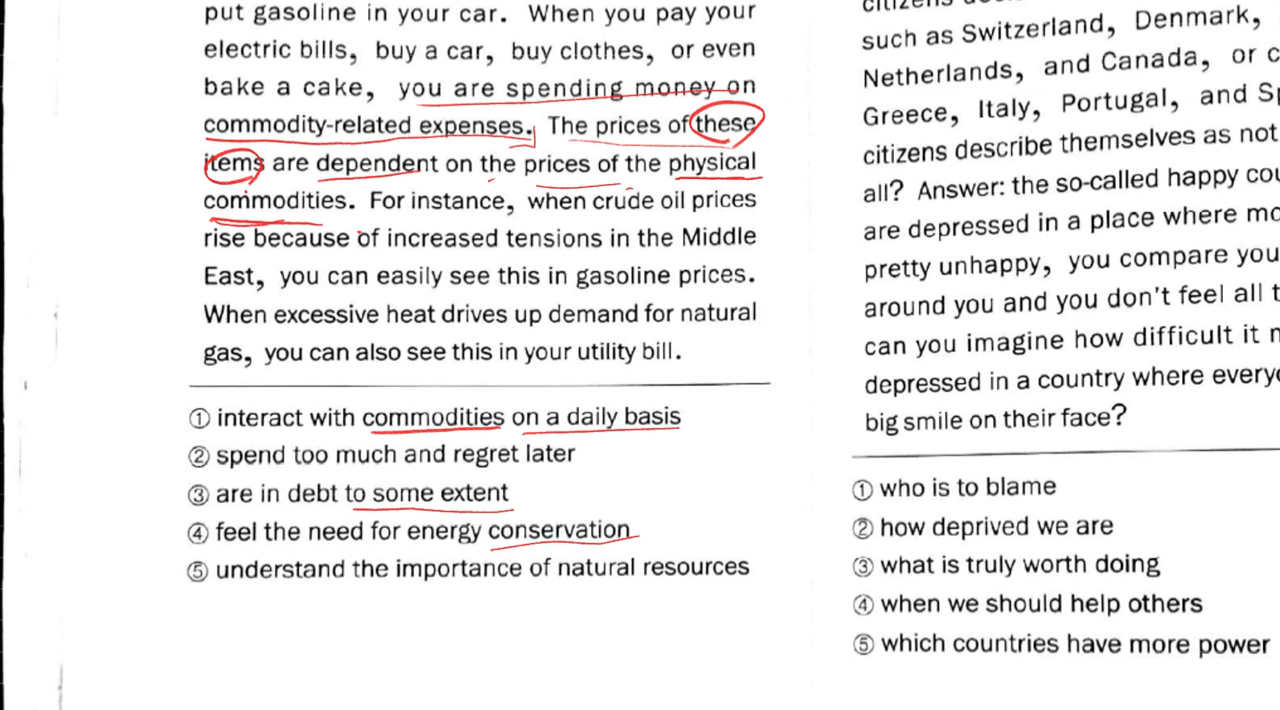 put gasoline in your car. When you pay your
electric bills, buy a car, buy clothes, or even
bake a cake, you are spending money on
commodity-related expenses. The prices of these
items are dependent on the prices of the physical
commodities. For instance, when crude oil prices
rise because of increased tensions in the Middle
East, you can easily see this in gasoline prices.
When excessive heat drives up demand for natural
gas, you can also see this in your utility bill.
① interact with commodities on a daily basis
② spend too much and regret later
③ are in debt to some extent
④ feel the need for energy conservation
⑤ understand the importance of natural resources
such as Switzerland, Denmark,
Netherlands, and Canada, or
Greece, Italy, Portugal, and
citizens describe themselves as not
all? Answer: the so-called happy
are depressed in a place where
pretty unhappy, you compare
around you and you don't feel all
can you imagine how difficult it
depressed in a country where
big smile on their face?
① who is to blame
② how deprived we are
③ what is truly worth doing
④ when we should help others
⑤ which countries have more power